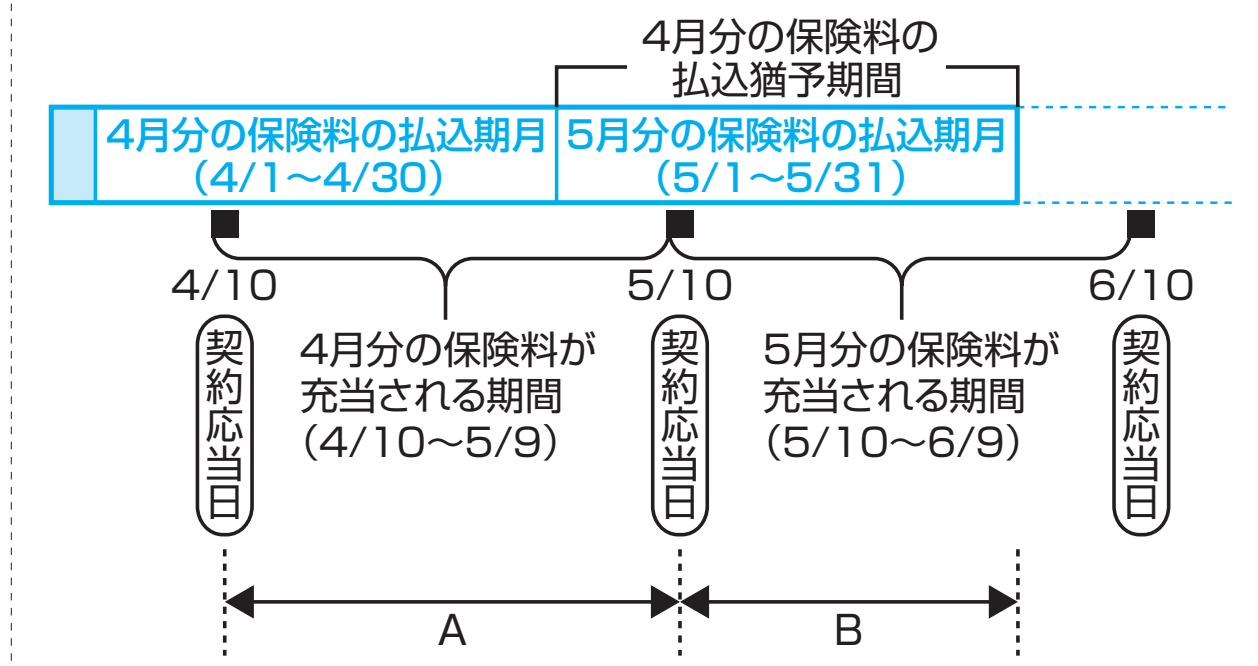 4月分の保険料の
払込猶予期間
4月分の保険料の払込期月
（4/1～4/30）
5月分の保険料の払込期月
（5/1～5/31）
4/10
5/10
6/10
契約応当日
4月分の保険料が
充当される期間
（4/10～5/9）
契約応当日
5月分の保険料が
充当される期間
（5/10～6/9）
契約応当日
A
B